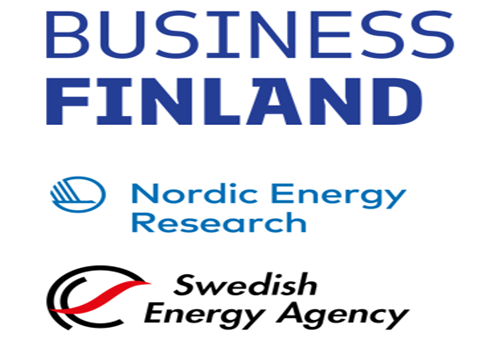 BUSINESS
FINLAND
Nordic Energy
Research
Swedish
Energy Agency